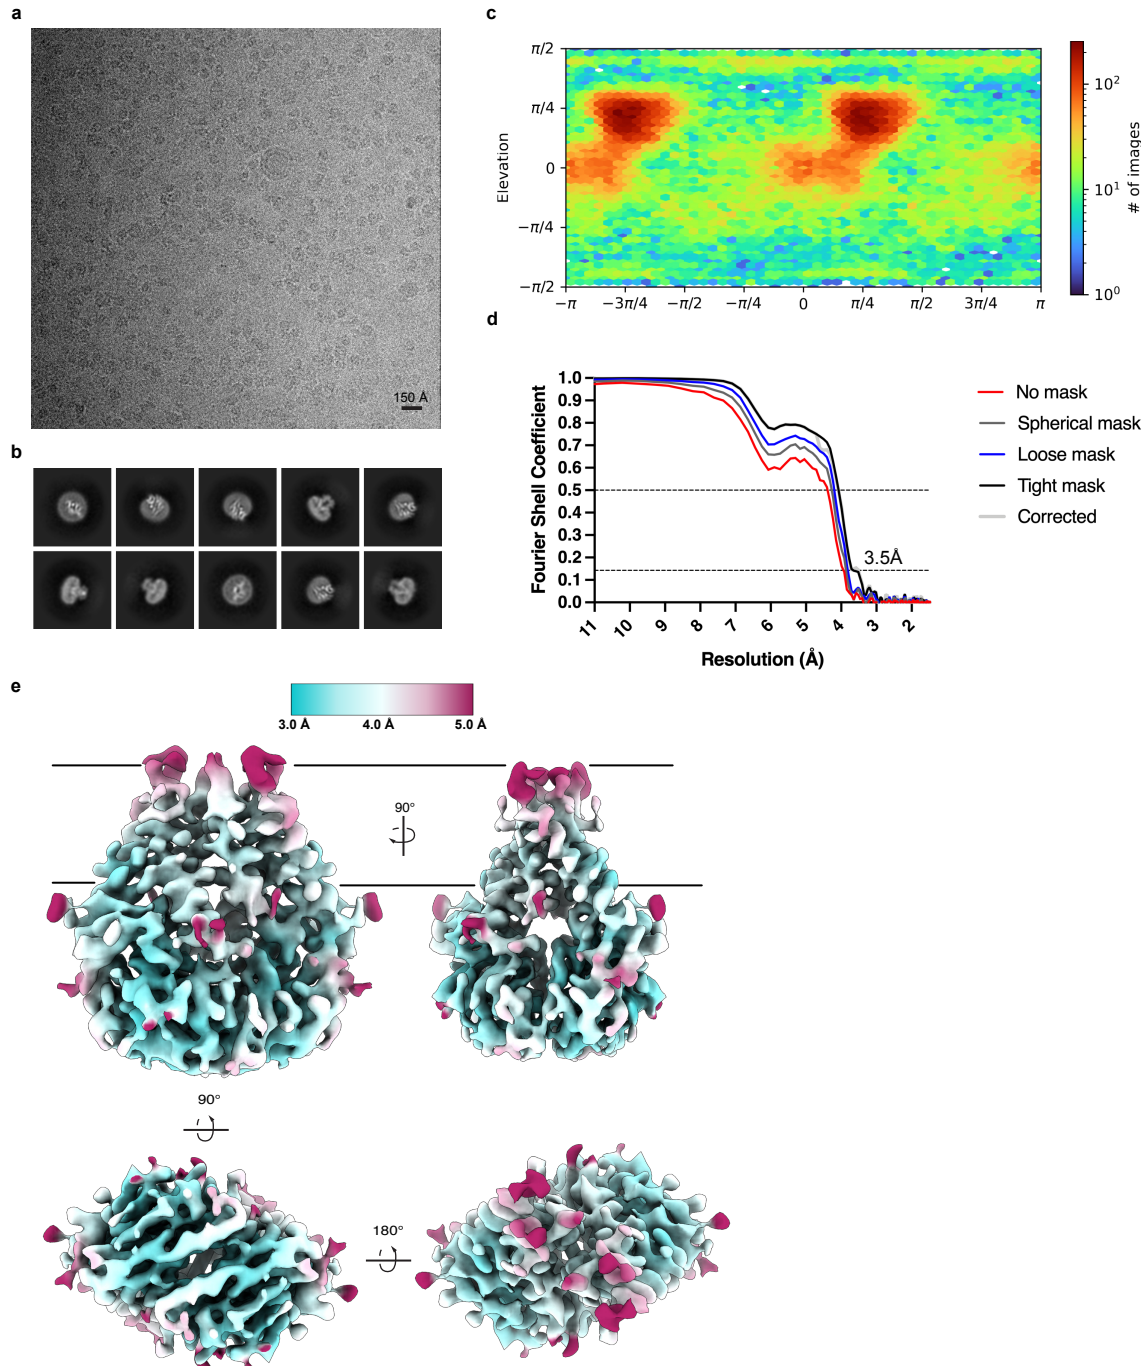 a
150 Å
b
c
π/2
π/4
0
−π/4
−π/2
Elevation
−π
−3π/4
−π/2
−π/4
0
π/4
π/2
3π/4
π
10²
10¹
10⁰
# of images
d
1.0
0.9
0.8
0.7
0.6
0.5
0.4
0.3
0.2
0.1
0.0
Fourier Shell Coefficient
3.5Å
11
10
9
8
7
6
5
4
3
2
Resolution (Å)
No mask
Spherical mask
Loose mask
Tight mask
Corrected
e
3.0 Å
4.0 Å
5.0 Å
90°
90°
180°